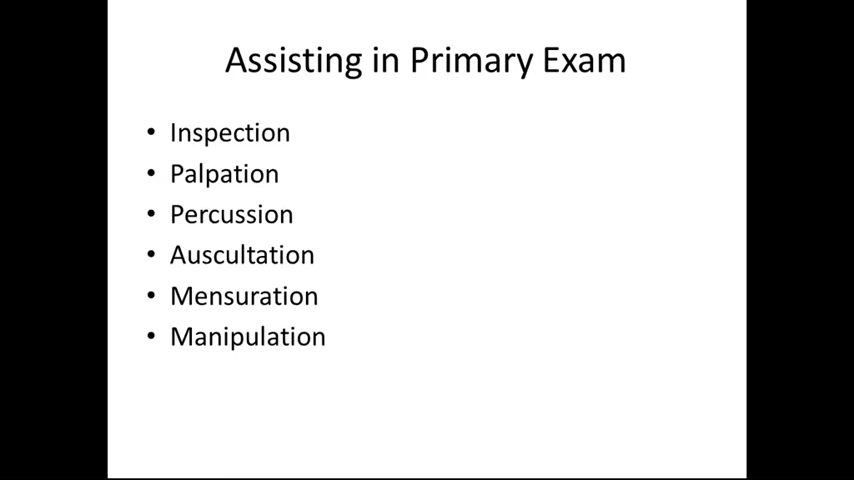 Assisting in Primary Exam
• Inspection
• Palpation
• Percussion
• Auscultation
• Mensuration
• Manipulation